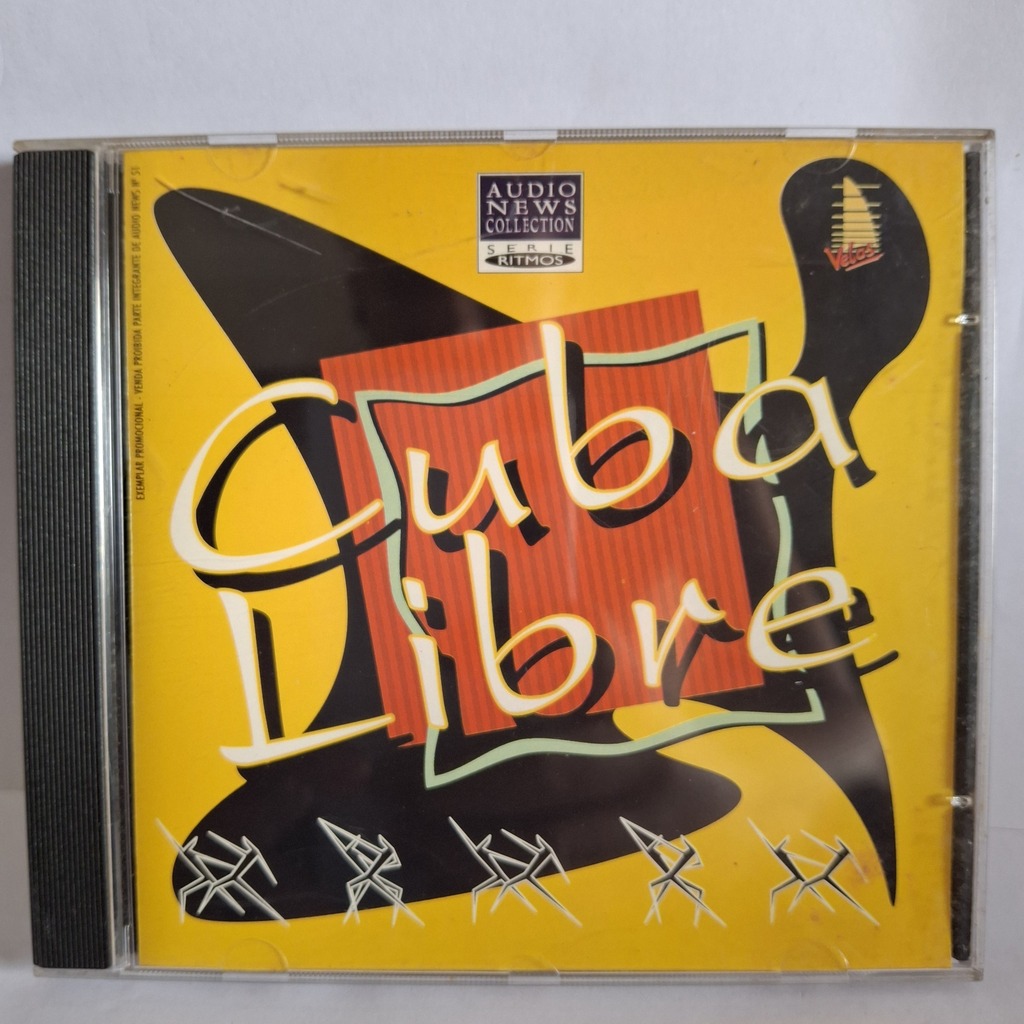 AUDIO
NEWS
COLLECTION
SERIE
RITMOS
Velas
Cuba
Libre
EXEMPLAR PROMOCIONAL - VENDA PROIBIDA PARTE INTEGRANTE DE AUDIO NEWS Nº 51